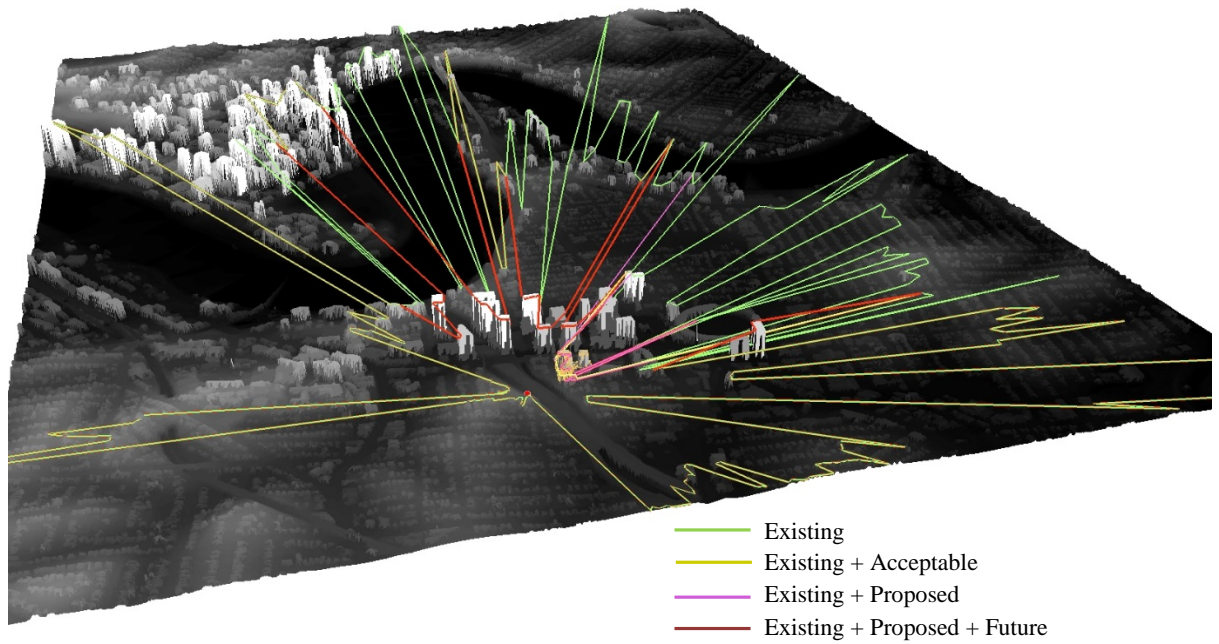 Existing
Existing + Acceptable
Existing + Proposed
Existing + Proposed + Future